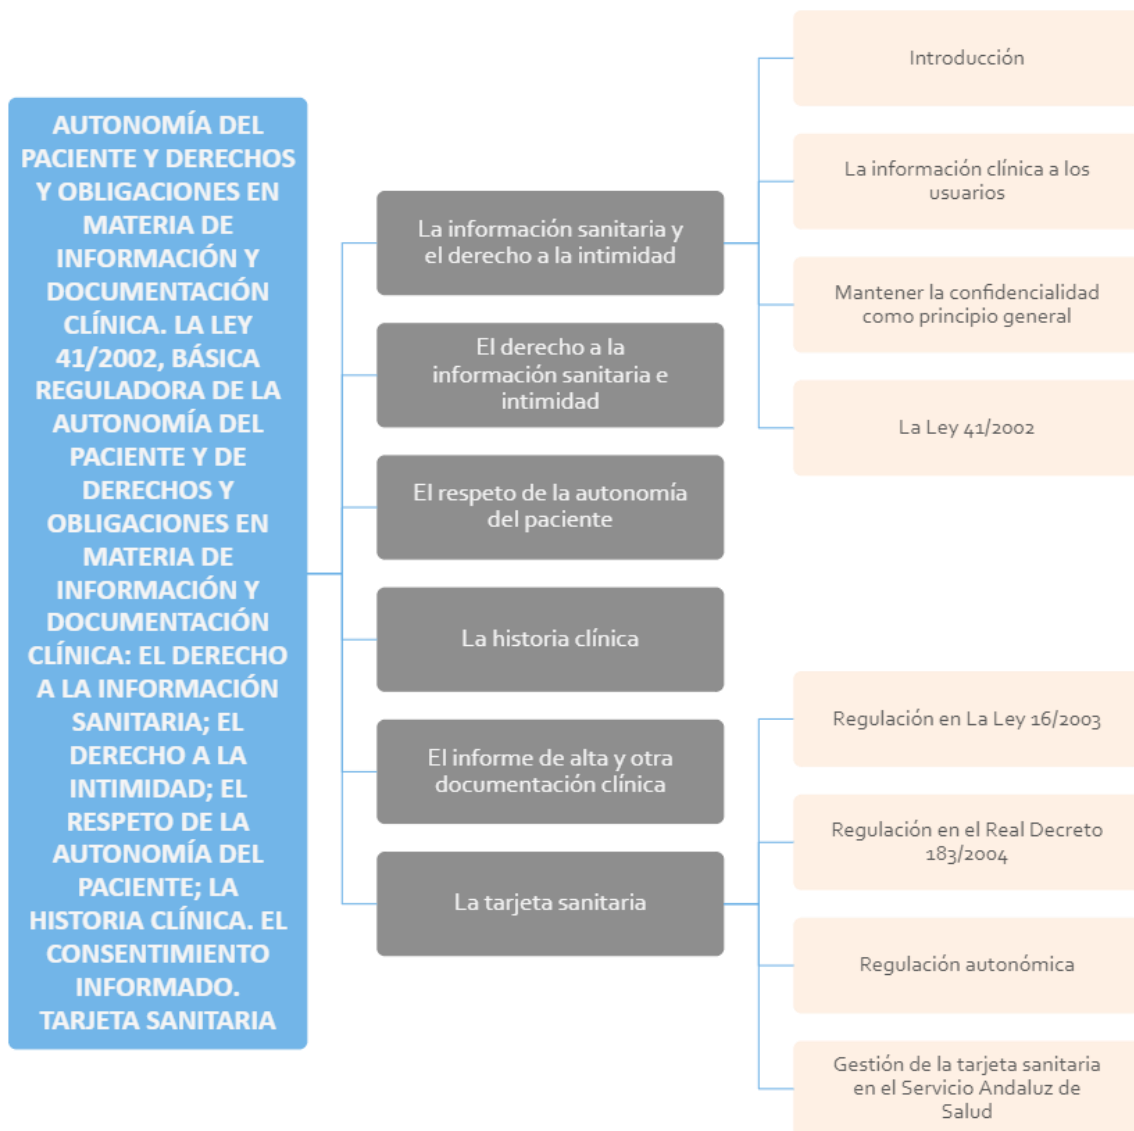 AUTONOMÍA DEL
PACIENTE Y DERECHOS
Y OBLIGACIONES EN
MATERIA DE
INFORMACIÓN Y
DOCUMENTACIÓN
CLÍNICA. LA LEY
41/2002, BÁSICA
REGULADORA DE LA
AUTONOMÍA DEL
PACIENTE Y DE
DERECHOS Y
OBLIGACIONES EN
MATERIA DE
INFORMACIÓN Y
DOCUMENTACIÓN
CLÍNICA: EL DERECHO
A LA INFORMACIÓN
SANITARIA; EL
DERECHO A LA
INTIMIDAD; EL
RESPETO DE LA
AUTONOMÍA DEL
PACIENTE; LA
HISTORIA CLÍNICA. EL
CONSENTIMIENTO
INFORMADO.
TARJETA SANITARIA
La información sanitaria y
el derecho a la intimidad
Introducción
La información clínica a los
usuarios
Mantener la confidencialidad
como principio general
La Ley 41/2002
El derecho a la
información sanitaria e
intimidad
El respeto de la autonomía
del paciente
La historia clínica
El informe de alta y otra
documentación clínica
La tarjeta sanitaria
Regulación en La Ley 16/2003
Regulación en el Real Decreto
183/2004
Regulación autonómica
Gestión de la tarjeta sanitaria
en el Servicio Andaluz de
Salud